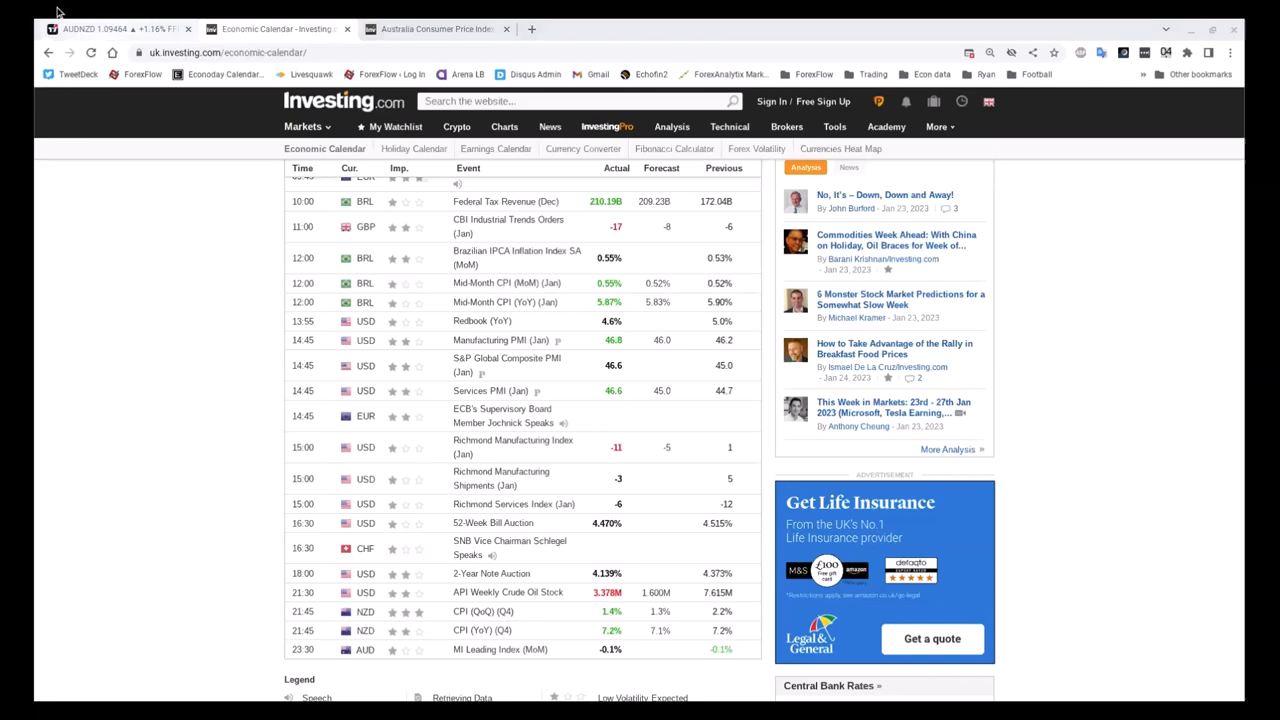 AUDNZD 1.09464 ▲ +1.16%
Economic Calendar - Investing
Australia Consumer Price Index
uk.investing.com/economic-calendar/
TweetDeck ForexFlow Econoday Calendar... Livesquawk ForexFlow ‹ Log In Arena LB Disqus Admin Gmail Echofin2 ForexAnalytix Mark... ForexFlow Trading Econ data Ryan Football » Other bookmarks
Investing.com Search the website... Sign In / Free Sign Up
Markets My Watchlist Crypto Charts News InvestingPro Analysis Technical Brokers Tools Academy More
Economic Calendar Holiday Calendar Earnings Calendar Currency Converter Fibonacci Calculator Forex Volatility Currencies Heat Map
Time Cur. Imp. Event Actual Forecast Previous
10:00 BRL Federal Tax Revenue (Dec) 210.19B 209.23B 172.04B
11:00 GBP CBI Industrial Trends Orders (Jan) -17 -8 -6
12:00 BRL Brazilian IPCA Inflation Index SA (MoM) 0.55% 0.53%
12:00 BRL Mid-Month CPI (MoM) (Jan) 0.55% 0.52% 0.52%
12:00 BRL Mid-Month CPI (YoY) (Jan) 5.87% 5.83% 5.90%
13:55 USD Redbook (YoY) 4.6% 5.0%
14:45 USD Manufacturing PMI (Jan) P 46.8 46.0 46.2
14:45 USD S&P Global Composite PMI (Jan) P 46.6 45.0
14:45 USD Services PMI (Jan) P 46.6 45.0 44.7
14:45 EUR ECB's Supervisory Board Member Jochnick Speaks
15:00 USD Richmond Manufacturing Index (Jan) -11 -5 1
15:00 USD Richmond Manufacturing Shipments (Jan) -3 5
15:00 USD Richmond Services Index (Jan) -6 -12
16:30 USD 52-Week Bill Auction 4.470% 4.515%
16:30 CHF SNB Vice Chairman Schlegel Speaks
18:00 USD 2-Year Note Auction 4.139% 4.373%
21:30 USD API Weekly Crude Oil Stock 3.378M 1.600M 7.615M
21:45 NZD CPI (QoQ) (Q4) 1.4% 1.3% 2.2%
21:45 NZD CPI (YoY) (Q4) 7.2% 7.1% 7.2%
23:30 AUD MI Leading Index (MoM) -0.1% -0.1%
Legend
Speech Retrieving Data Low Volatility Expected
Analysis News
No, It's – Down, Down and Away!
By John Burford - Jan 23, 2023 3
Commodities Week Ahead: With China
on Holiday, Oil Braces for Week of...
By Barani Krishnan/Investing.com
- Jan 23, 2023
6 Monster Stock Market Predictions for a
Somewhat Slow Week
By Michael Kramer - Jan 23, 2023
How to Take Advantage of the Rally in
Breakfast Food Prices
By Ismael De La Cruz/Investing.com
- Jan 24, 2023 2
This Week in Markets: 23rd - 27th Jan
2023 (Microsoft, Tesla Earning,...
By Anthony Cheung - Jan 23, 2023
More Analysis »
ADVERTISEMENT
Get Life Insurance
From the UK's No.1
Life Insurance provider
M&S £100 Free gift card amazon defaqto
*Restrictions apply, see amazon.co.uk/gc-legal
Legal &
General
Get a quote
Central Bank Rates »